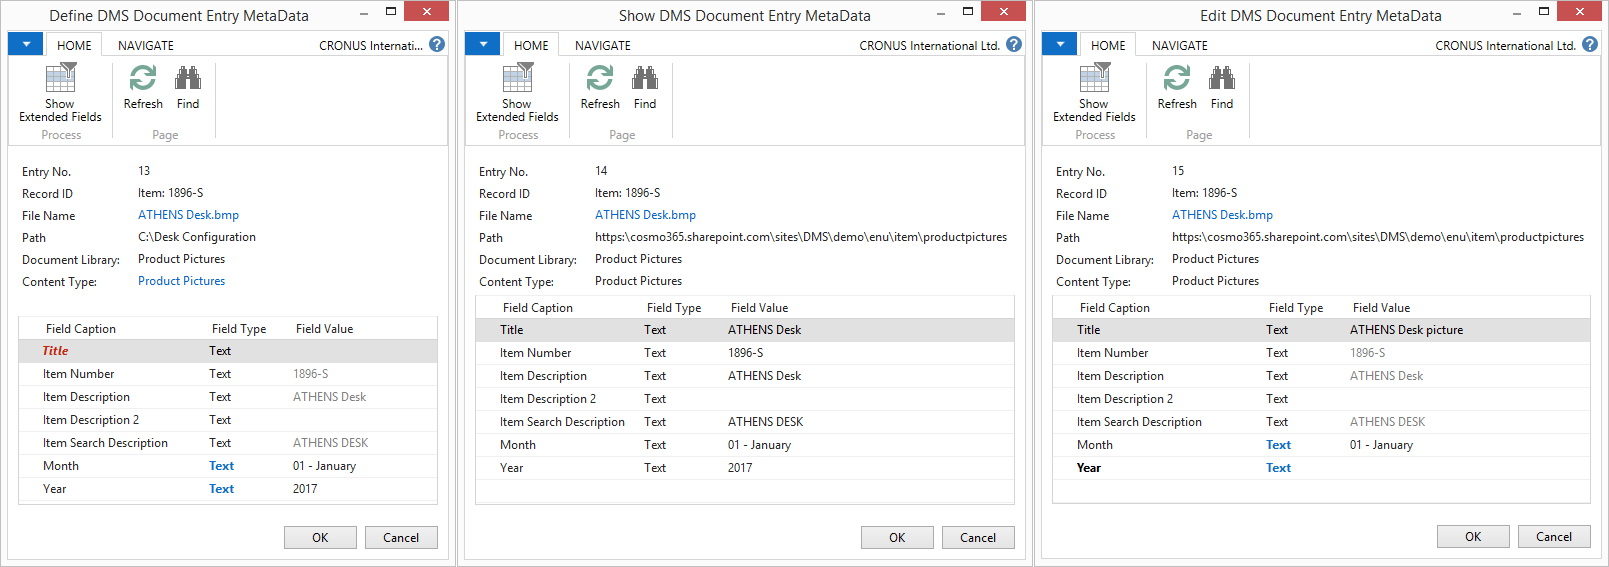 Define DMS Document Entry MetaData
HOME NAVIGATE CRONUS Internati... ?
Show
Extended Fields
Refresh Find
Process Page
Entry No. 13
Record ID Item: 1896-S
File Name ATHENS Desk.bmp
Path C:\Desk Configuration
Document Library: Product Pictures
Content Type: Product Pictures
Field Caption Field Type Field Value
Title Text
Item Number Text 1896-S
Item Description Text ATHENS Desk
Item Description 2 Text
Item Search Description Text ATHENS DESK
Month Text 01 - January
Year Text 2017
OK Cancel
Show DMS Document Entry MetaData
HOME NAVIGATE CRONUS International Ltd. ?
Show
Extended Fields
Refresh Find
Process Page
Entry No. 14
Record ID Item: 1896-S
File Name ATHENS Desk.bmp
Path https:\cosmo365.sharepoint.com\sites\DMS\demo\enu\item\productpictures
Document Library: Product Pictures
Content Type: Product Pictures
Field Caption Field Type Field Value
Title Text ATHENS Desk
Item Number Text 1896-S
Item Description Text ATHENS Desk
Item Description 2 Text
Item Search Description Text ATHENS DESK
Month Text 01 - January
Year Text 2017
OK Cancel
Edit DMS Document Entry MetaData
HOME NAVIGATE CRONUS International Ltd. ?
Show
Extended Fields
Refresh Find
Process Page
Entry No. 15
Record ID Item: 1896-S
File Name ATHENS Desk.bmp
Path https:\cosmo365.sharepoint.com\sites\DMS\demo\enu\item\productpictures
Document Library: Product Pictures
Content Type: Product Pictures
Field Caption Field Type Field Value
Title Text ATHENS Desk picture
Item Number Text 1896-S
Item Description Text ATHENS Desk
Item Description 2 Text
Item Search Description Text ATHENS DESK
Month Text 01 - January
Year Text
OK Cancel